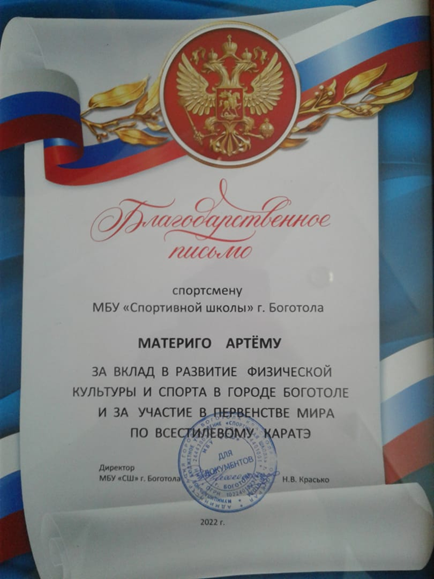 Благодарственное
письмо
спортсмену
МБУ «Спортивной школы» г. Боготола
МАТЕРИГО АРТЁМУ
ЗА ВКЛАД В РАЗВИТИЕ ФИЗИЧЕСКОЙ
КУЛЬТУРЫ И СПОРТА В ГОРОДЕ БОГОТОЛЕ
И ЗА УЧАСТИЕ В ПЕРВЕНСТВЕ МИРА
ПО ВСЕСТИЛЕВОМУ КАРАТЭ
ДЛЯ
ДОКУМЕНТОВ
Директор
МБУ «СШ» г. Боготола
Н.В. Красько
2022 г.